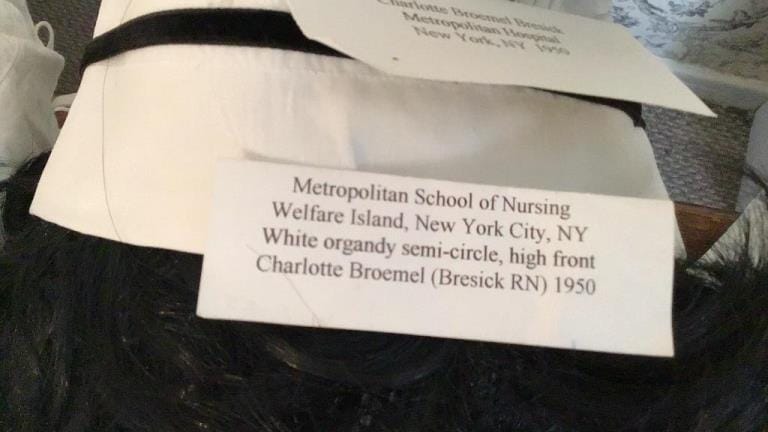 Charlotte Broemel Bresick
Metropolitan Hospital
New York, NY 1950
Metropolitan School of Nursing
Welfare Island, New York City, NY
White organdy semi-circle, high front
Charlotte Broemel (Bresick RN) 1950